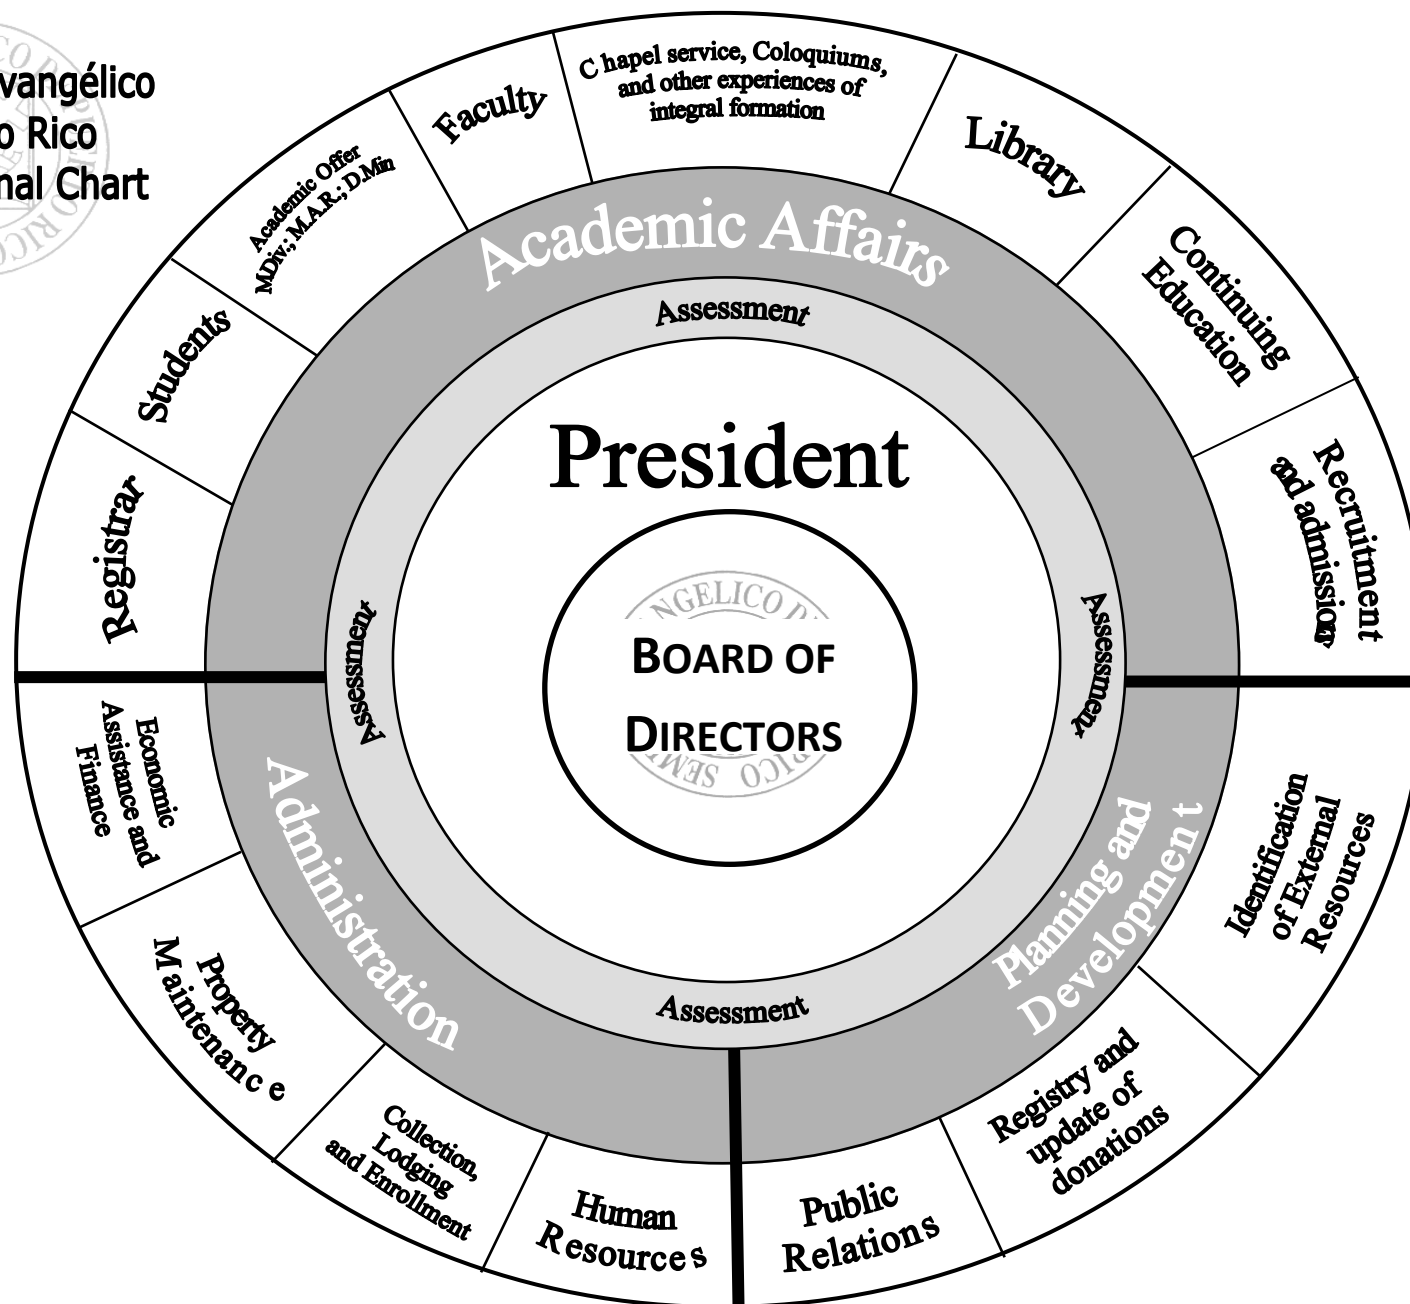 vangélico
o Rico
nal Chart
Registrar
Students
Academic Offer
MDiv.; M.A.R.; D.Min
Faculty
Chapel service, Coloquiums,
and other experiences of
integral formation
Library
Continuing
Education
Recruitment
and admissions
Academic Affairs
Assessment
President
Assessment
Assessment
NGELICO D
BOARD OF
DIRECTORS
Economic
Assistance and
Finance
Administration
Planning and
Development
Identification
of External
Resources
Assessment
Property
Maintenance
Registry and
update of
donations
Collection,
Lodging
and Enrollment
Human
Resources
Public
Relations